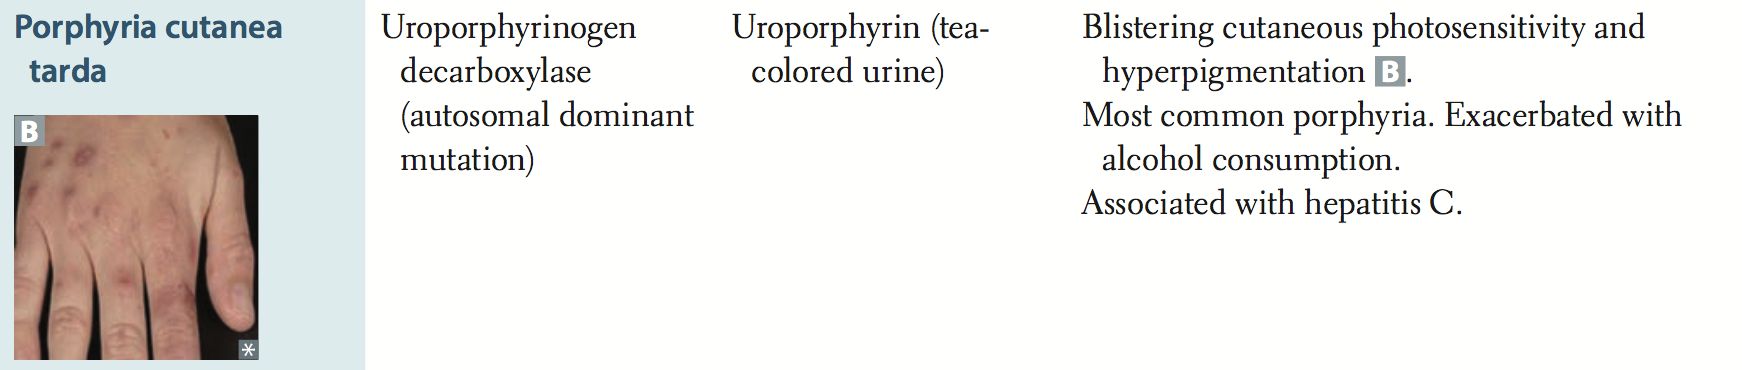 Porphyria cutanea
tarda
B
*
Uroporphyrinogen
decarboxylase
(autosomal dominant
mutation)
Uroporphyrin (tea-
colored urine)
Blistering cutaneous photosensitivity and
hyperpigmentation B.
Most common porphyria. Exacerbated with
alcohol consumption.
Associated with hepatitis C.